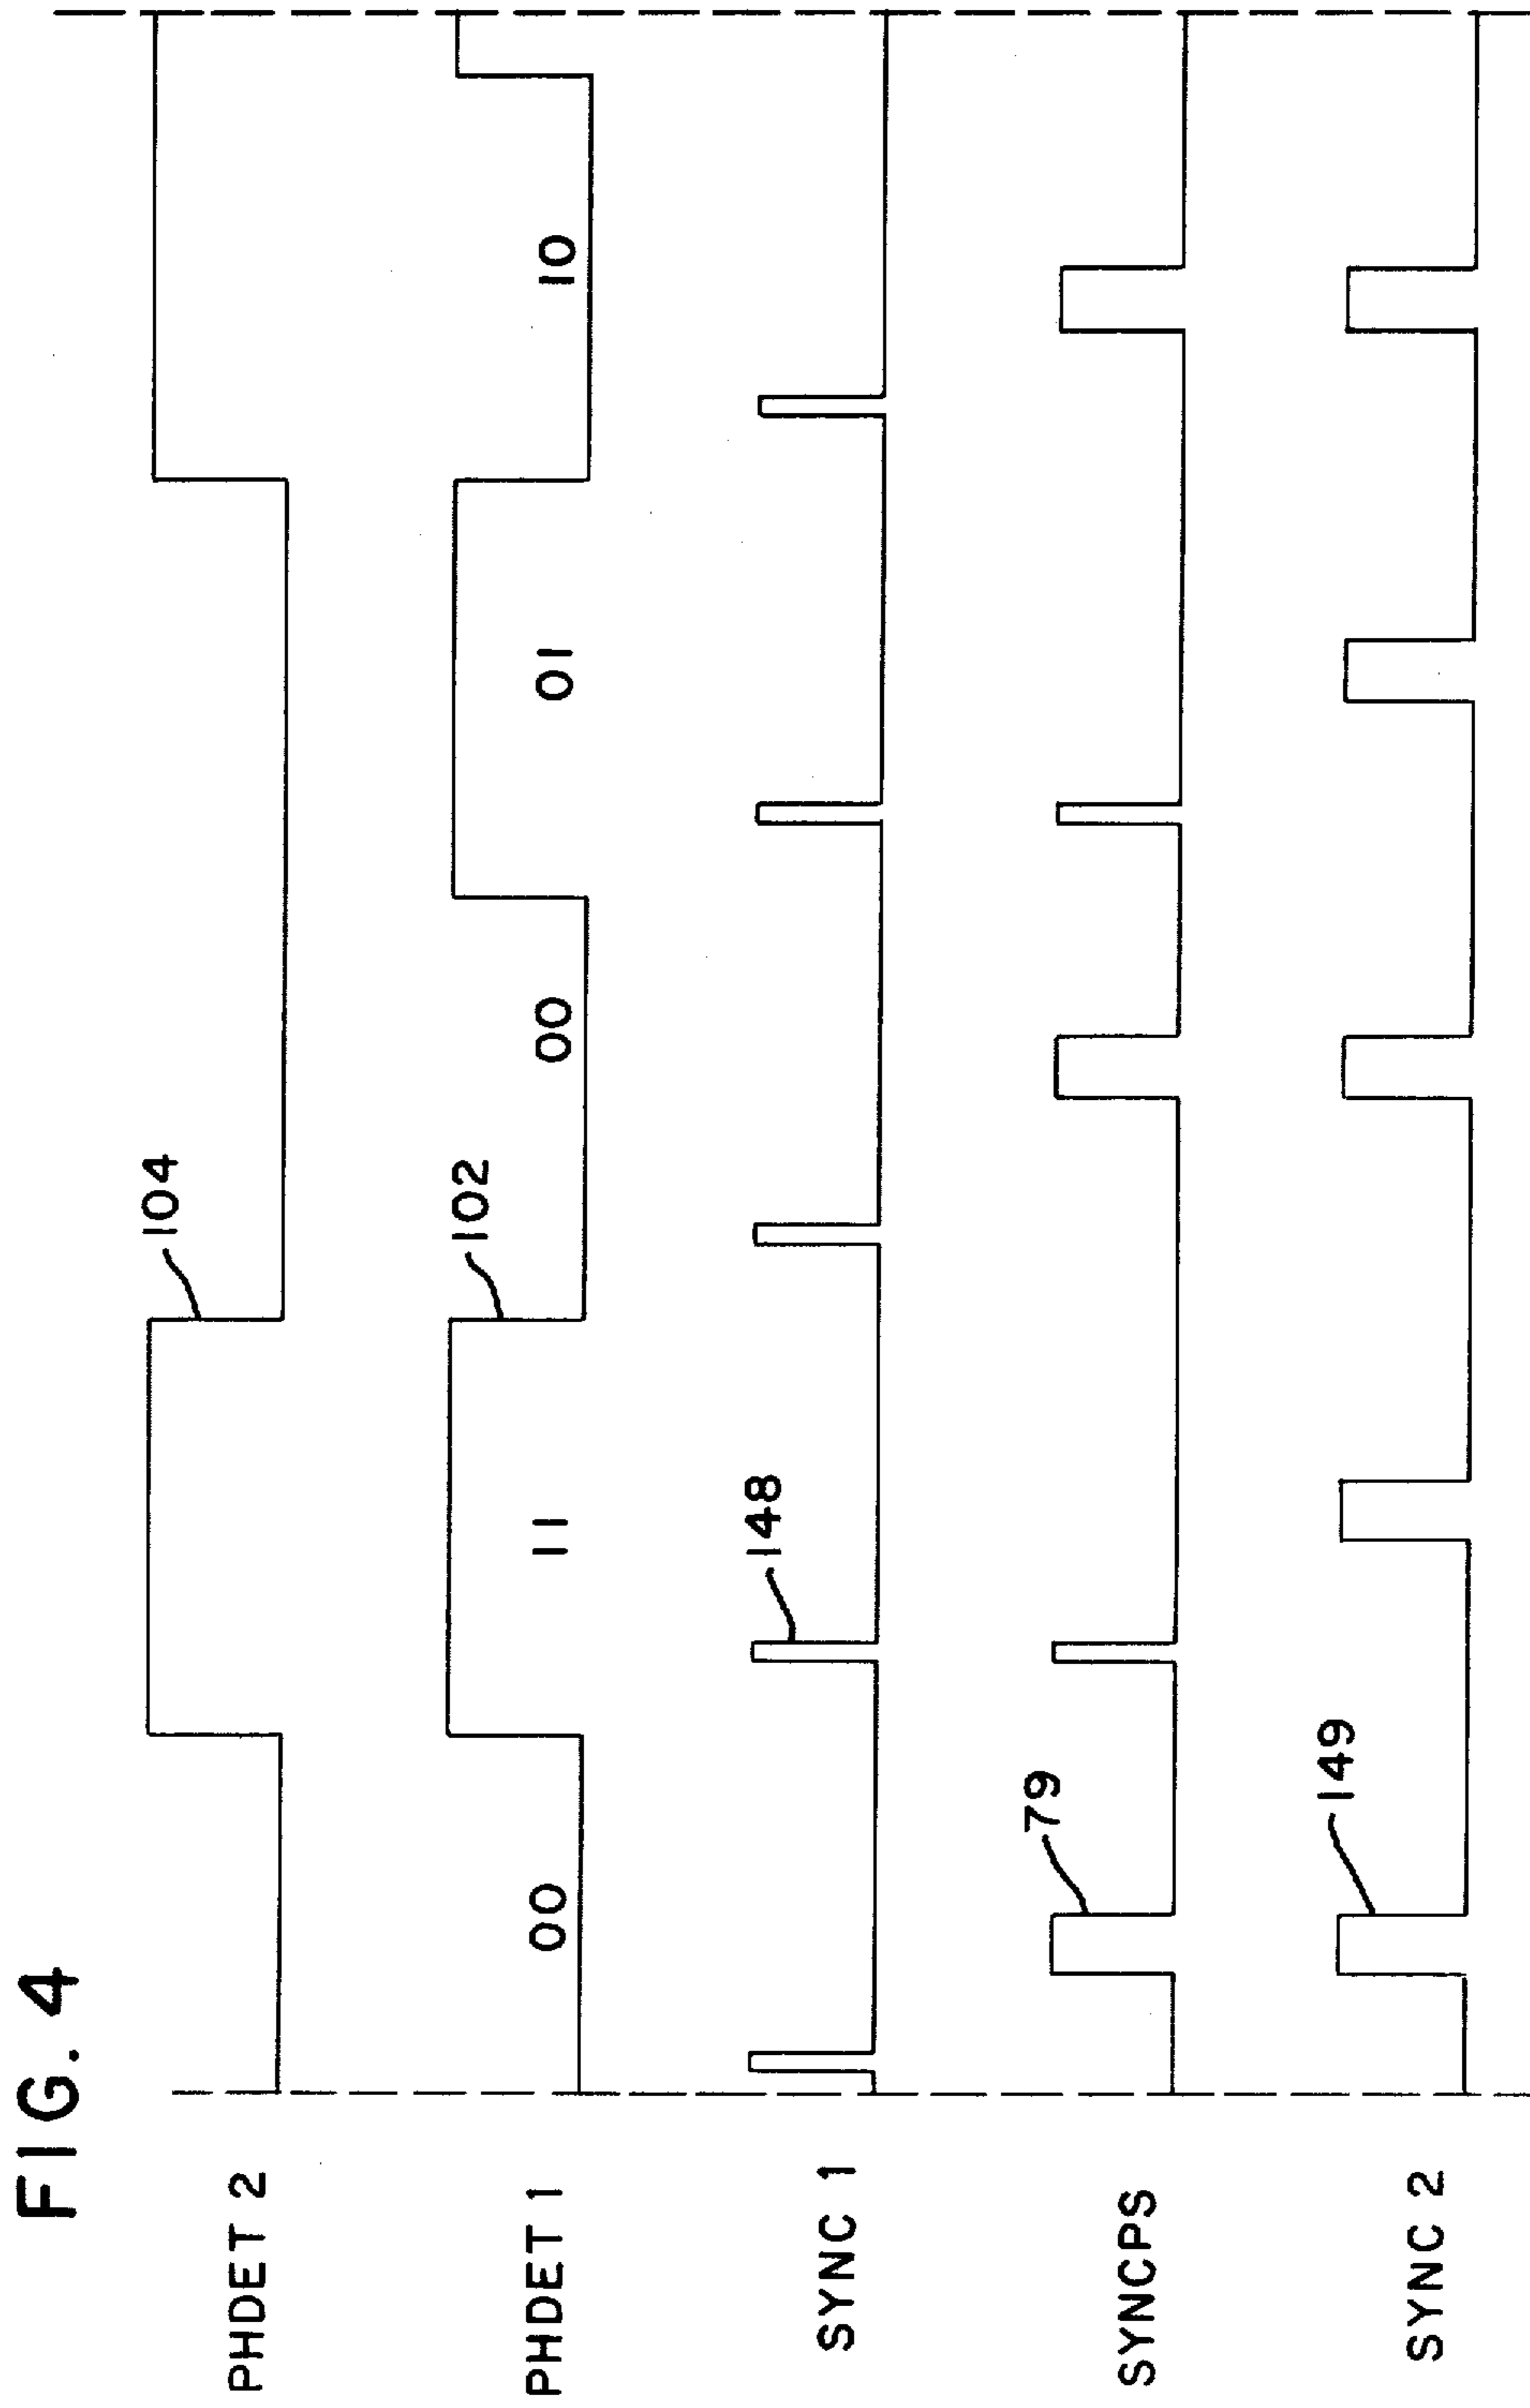 FIG. 4
PHDET 2
104
PHDET 1
00
11
102
00
01
10
SYNC 1
148
SYNCPS
79
SYNC 2
149